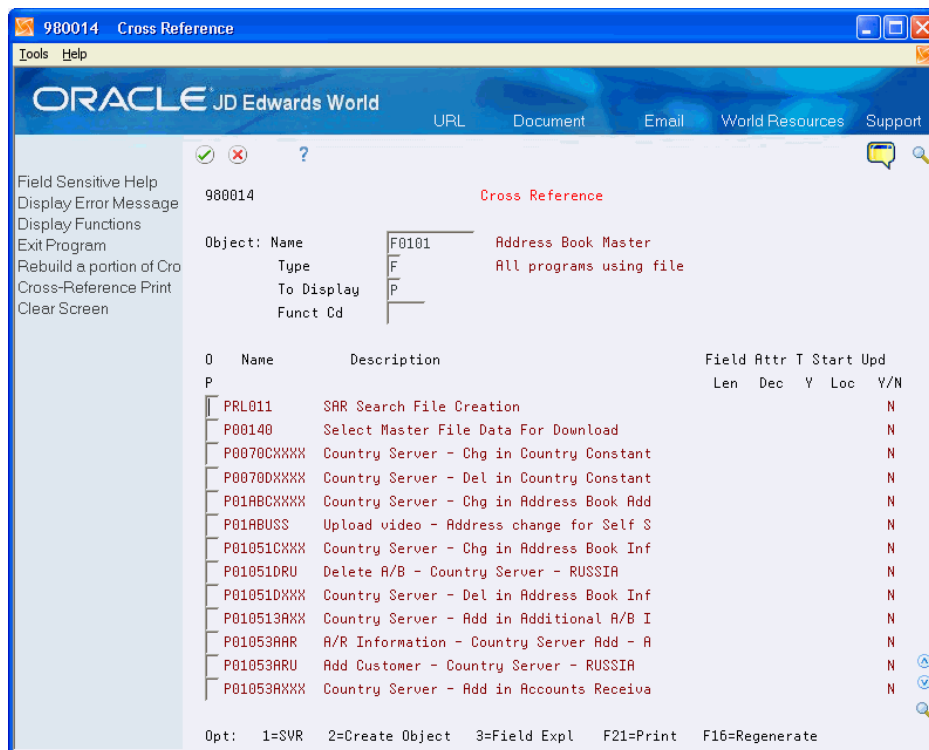 980014 Cross Reference
Tools Help
ORACLE JD Edwards World
URL Document Email World Resources Support
?
Field Sensitive Help
Display Error Message
Display Functions
Exit Program
Rebuild a portion of Cro
Cross-Reference Print
Clear Screen
980014 Cross Reference
Object: Name F0101 Address Book Master
Type F All programs using file
To Display P
Funct Cd
O Name Description Field Attr T Start Upd
P Len Dec Y Loc Y/N
PRL011 SAR Search File Creation N
P00140 Select Master File Data For Download N
P0070CXXXX Country Server - Chg in Country Constant N
P0070DXXXX Country Server - Del in Country Constant N
P01ABCXXXX Country Server - Chg in Address Book Add N
P01ABUSS Upload video - Address change for Self S N
P01051CXXX Country Server - Chg in Address Book Inf N
P01051DRU Delete A/B - Country Server - RUSSIA N
P01051DXXX Country Server - Del in Address Book Inf N
P010513AXX Country Server - Add in Additional A/B I N
P01053AAR A/R Information - Country Server Add - A N
P01053ARU Add Customer - Country Server - RUSSIA N
P01053AXXX Country Server - Add in Accounts Receiva N
Opt: 1=SVR 2=Create Object 3=Field Expl F21=Print F16=Regenerate